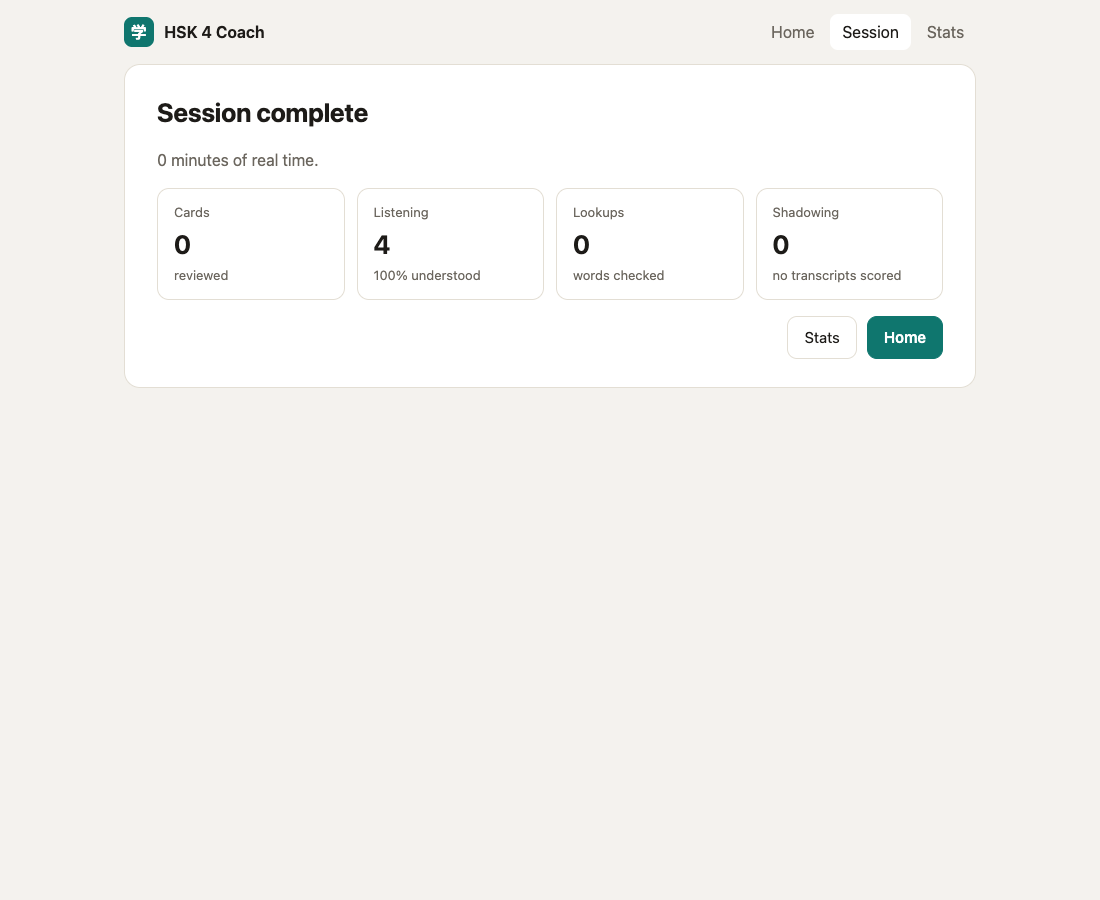 学 HSK 4 Coach
Home Session Stats
Session complete
0 minutes of real time.
Cards
0
reviewed
Listening
4
100% understood
Lookups
0
words checked
Shadowing
0
no transcripts scored
Stats Home